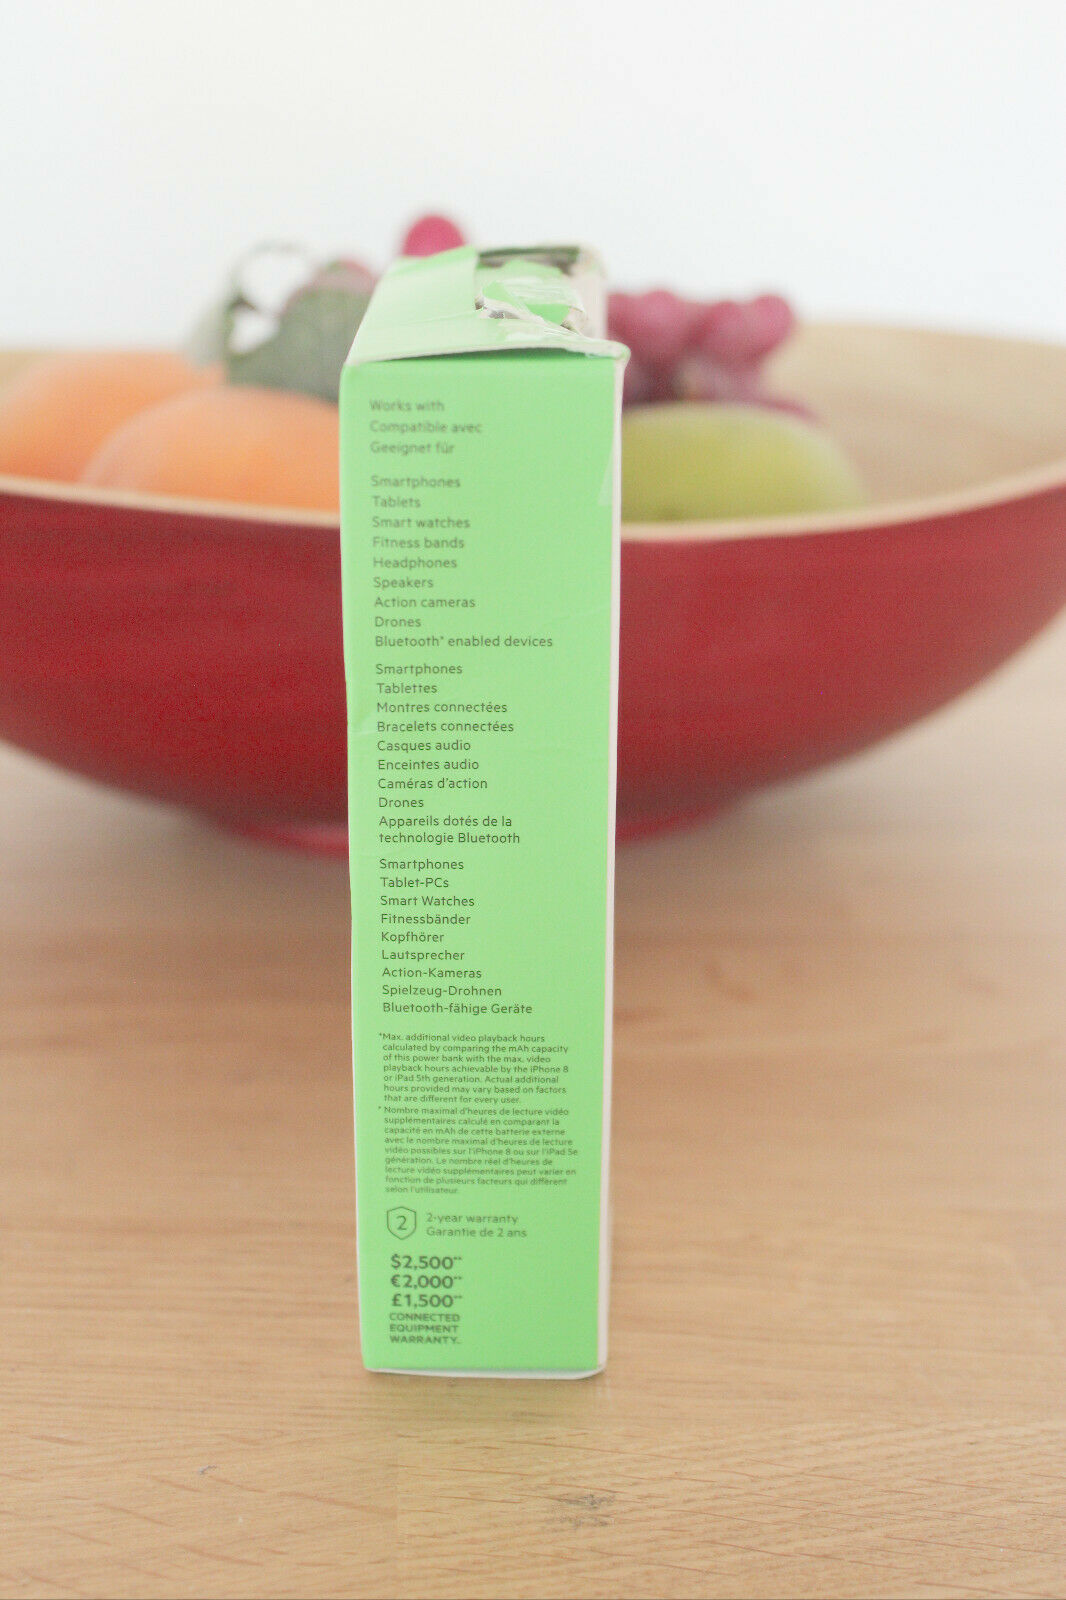 Works with
Compatible avec
Geeignet für
Smartphones
Tablets
Smart watches
Fitness bands
Headphones
Speakers
Action cameras
Drones
Bluetooth® enabled devices
Smartphones
Tablettes
Montres connectées
Bracelets connectées
Casques audio
Enceintes audio
Caméras d'action
Drones
Appareils dotés de la
technologie Bluetooth
Smartphones
Tablet-PCs
Smart Watches
Fitnessbänder
Kopfhörer
Lautsprecher
Action-Kameras
Spielzeug-Drohnen
Bluetooth-fähige Geräte
*Max. additional video playback hours
calculated by comparing the mAh capacity
of this power bank with the max. video
playback hours achievable by the iPhone 8
or iPad 5th generation. Actual additional
hours provided may vary based on factors
that are different for every user.
* Nombre maximal d'heures de lecture vidéo
supplémentaires calculé en comparant la
capacité en mAh de cette batterie externe
avec le nombre maximal d'heures de lecture
vidéo possibles sur l'iPhone 8 ou sur l'iPad 5e
génération. Le nombre réel d'heures de
lecture vidéo supplémentaires peut varier en
fonction de plusieurs facteurs qui diffèrent
selon l'utilisateur.
2
2-year warranty
Garantie de 2 ans
$2,500**
€2,000**
£1,500**
CONNECTED
EQUIPMENT
WARRANTY.